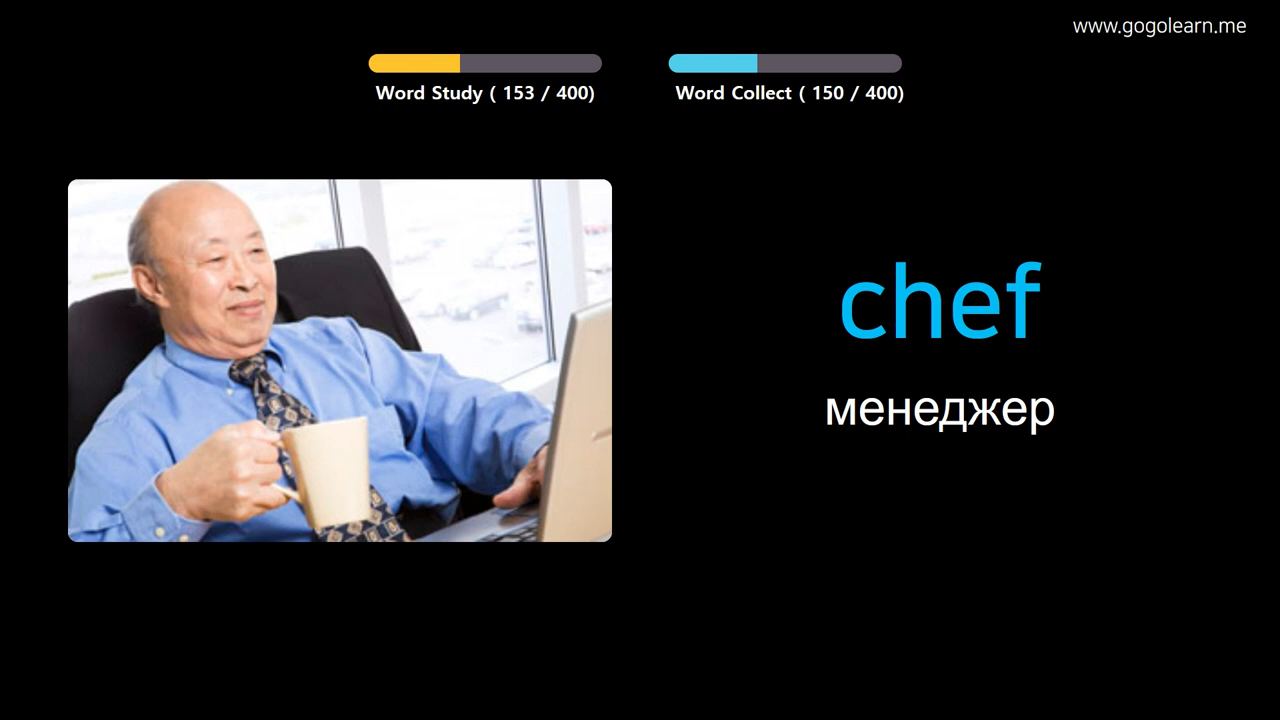 www.gogolearn.me
Word Study ( 153 / 400)
Word Collect ( 150 / 400)
chef
менеджер